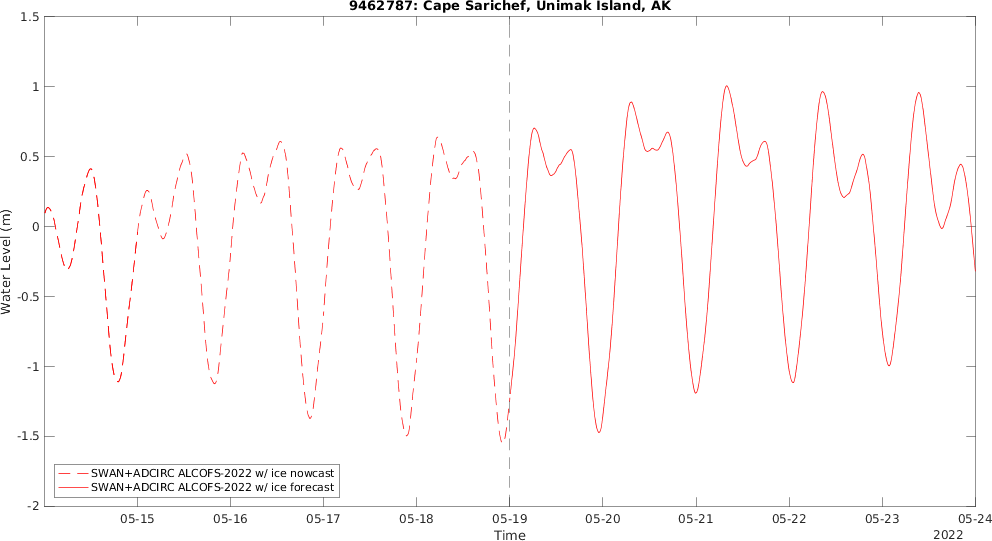 9462787: Cape Sarichef, Unimak Island, AK
1.5
1
0.5
0
-0.5
-1
-1.5
-2
Water Level (m)
SWAN+ADCIRC ALCOFS-2022 w/ ice nowcast
SWAN+ADCIRC ALCOFS-2022 w/ ice forecast
05-15 05-16 05-17 05-18 05-19 05-20 05-21 05-22 05-23 05-24
Time
2022